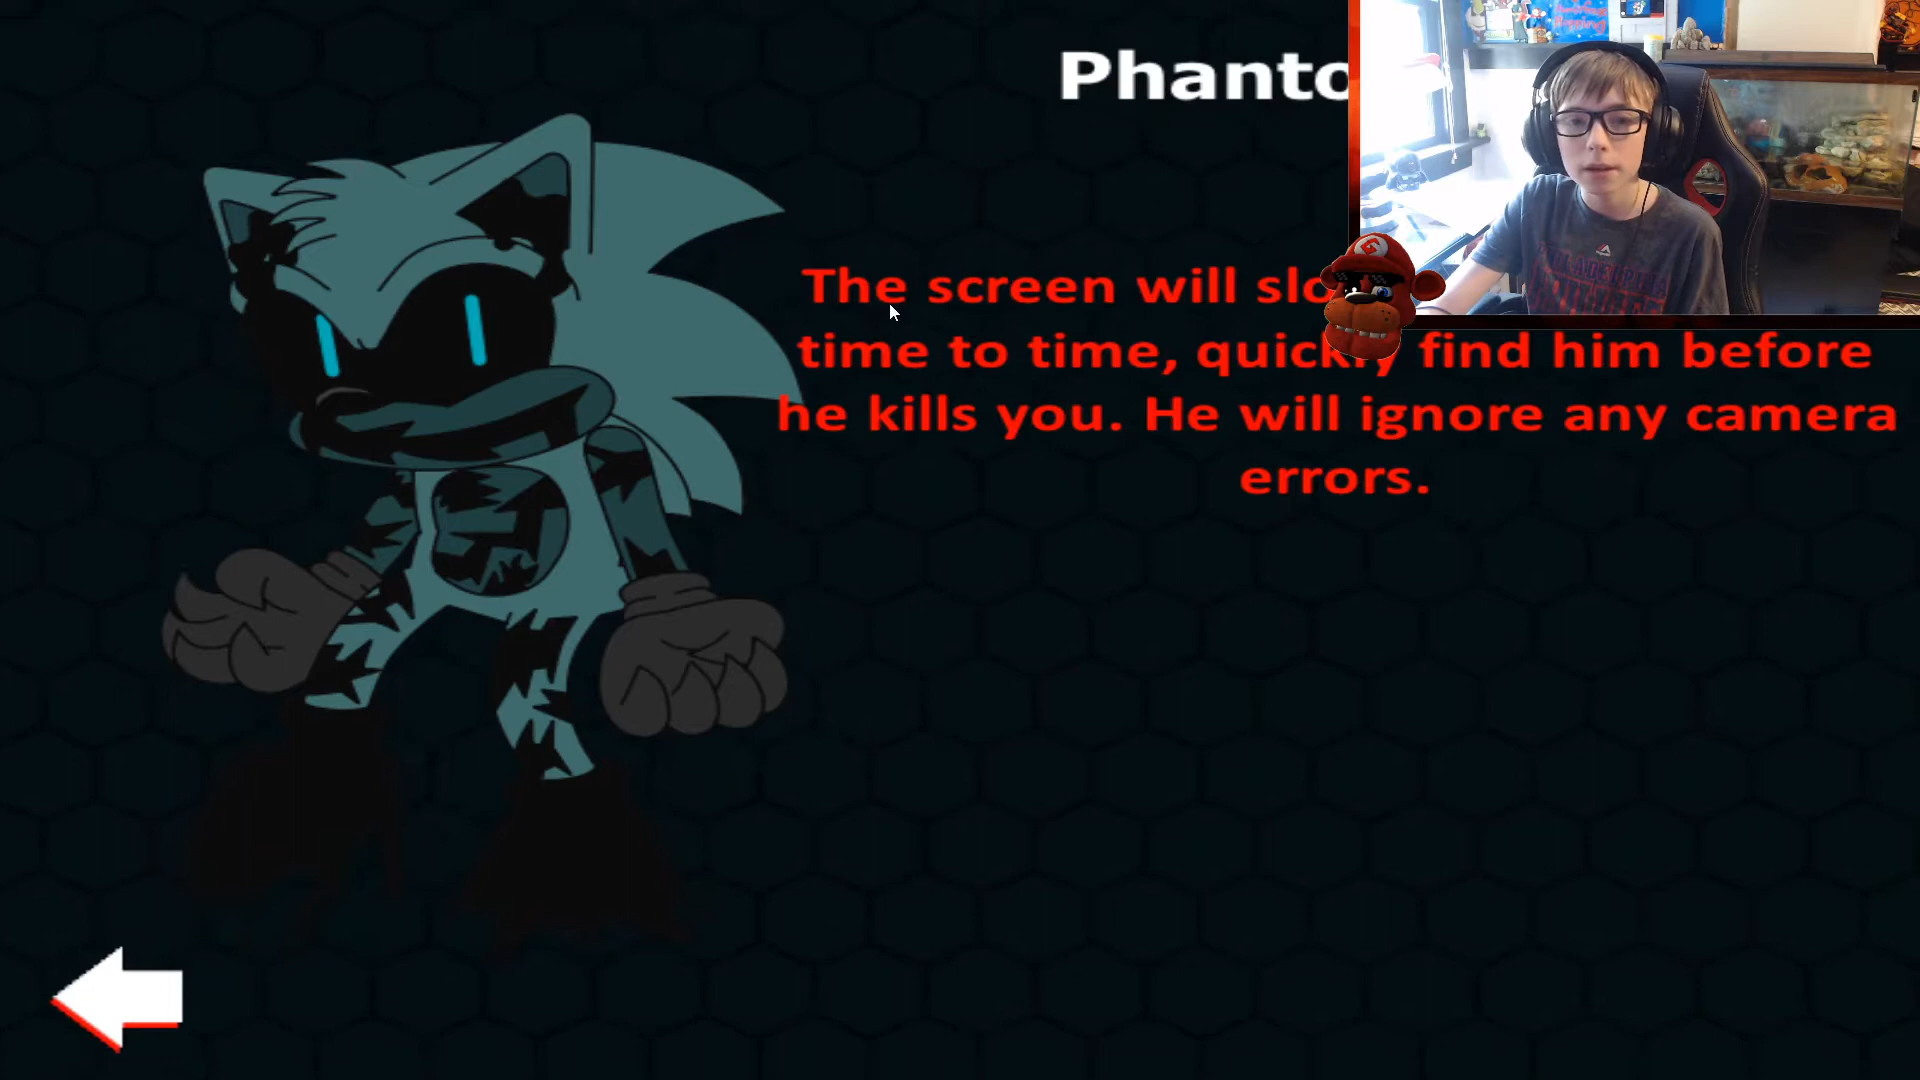 Phanto
The screen will slo
time to time, quickly find him before
he kills you. He will ignore any camera
errors.